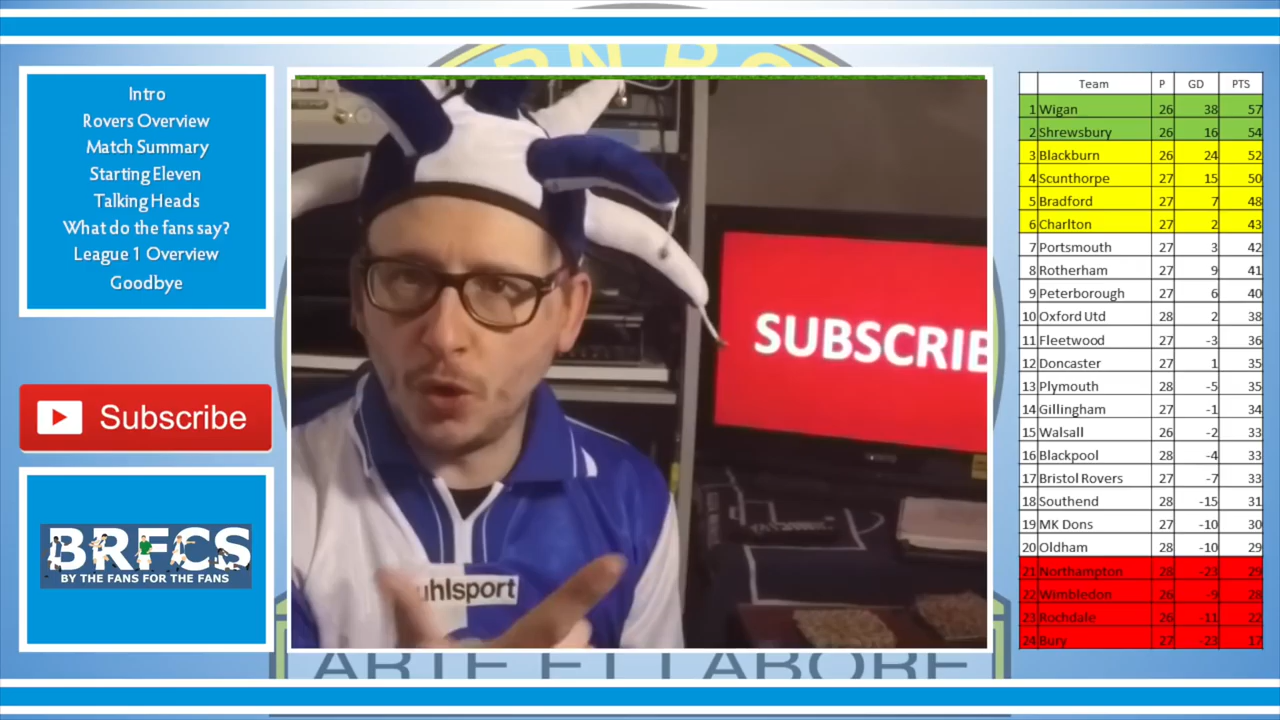 RN RO
Intro
Rovers Overview
Match Summary
Starting Eleven
Talking Heads
What do the fans say?
League 1 Overview
Goodbye
Subscribe
BRFCS
BY THE FANS FOR THE FANS
SUBSCRIB
uhlsport
ARTE ET LABORE
Team P GD PTS
1 Wigan 26 38 57
2 Shrewsbury 26 16 54
3 Blackburn 26 24 52
4 Scunthorpe 27 15 50
5 Bradford 27 7 48
6 Charlton 27 2 43
7 Portsmouth 27 3 42
8 Rotherham 27 9 41
9 Peterborough 27 6 40
10 Oxford Utd 28 2 38
11 Fleetwood 27 -3 36
12 Doncaster 27 1 35
13 Plymouth 28 -5 35
14 Gillingham 27 -1 34
15 Walsall 26 -2 33
16 Blackpool 28 -4 33
17 Bristol Rovers 27 -7 33
18 Southend 28 -15 31
19 MK Dons 27 -10 30
20 Oldham 28 -10 29
21 Northampton 28 -23 29
22 Wimbledon 26 -9 28
23 Rochdale 26 -11 22
24 Bury 27 -23 17